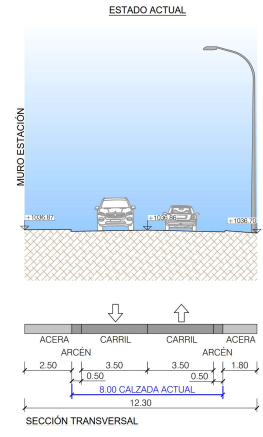 ESTADO ACTUAL
MURO ESTACIÓN
+1036.87
+1036.86
+1036.70
ACERA CARRIL CARRIL ACERA
ARCÉN ARCÉN
2.50 3.50 3.50 1.80
0.50 0.50
8.00 CALZADA ACTUAL
12.30
SECCIÓN TRANSVERSAL